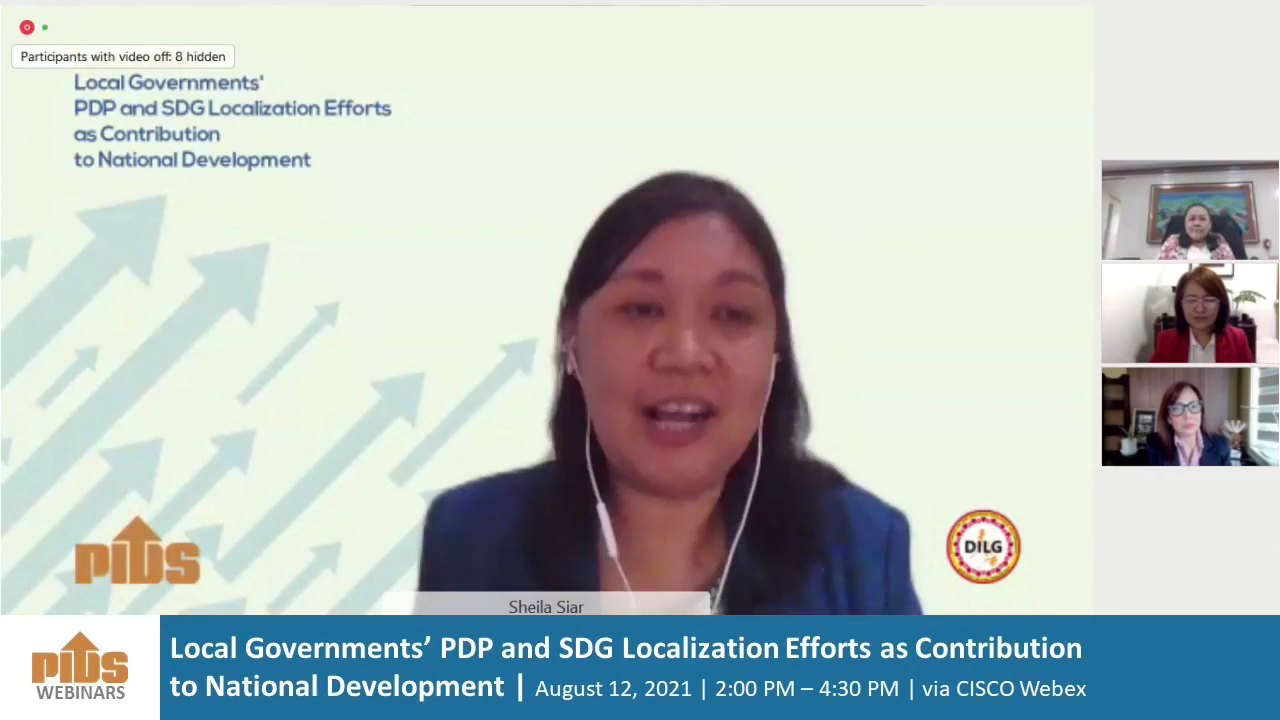 Participants with video off: 8 hidden
Local Governments'
PDP and SDG Localization Efforts
as Contribution
to National Development
PIDS
DILG
Sheila Siar
PIDS
WEBINARS
Local Governments’ PDP and SDG Localization Efforts as Contribution
to National Development | August 12, 2021 | 2:00 PM – 4:30 PM | via CISCO Webex